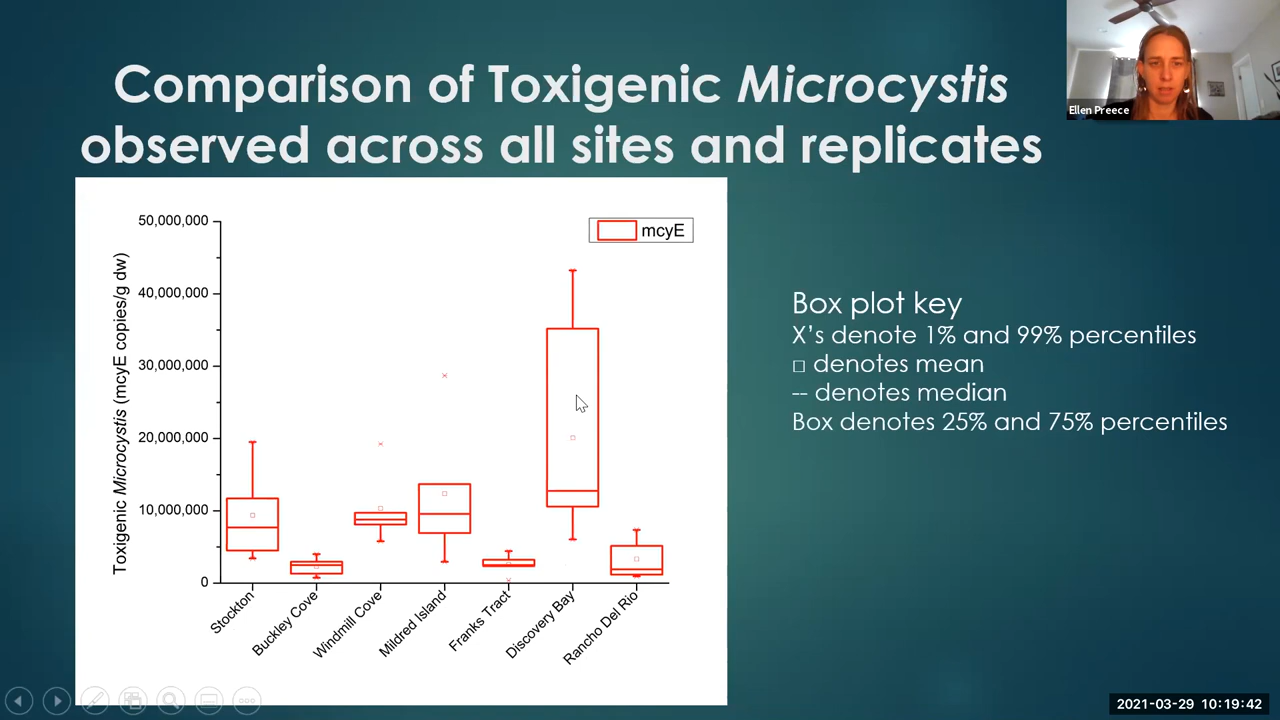 Comparison of Toxigenic Microcystis
observed across all sites and replicates
Ellen Preece
50,000,000
40,000,000
30,000,000
20,000,000
10,000,000
0
Toxigenic Microcystis (mcyE copies/g dw)
mcyE
Stockton
Buckley Cove
Windmill Cove
Mildred Island
Franks Tract
Discovery Bay
Rancho Del Rio
Box plot key
X's denote 1% and 99% percentiles
□ denotes mean
-- denotes median
Box denotes 25% and 75% percentiles
2021-03-29 10:19:42